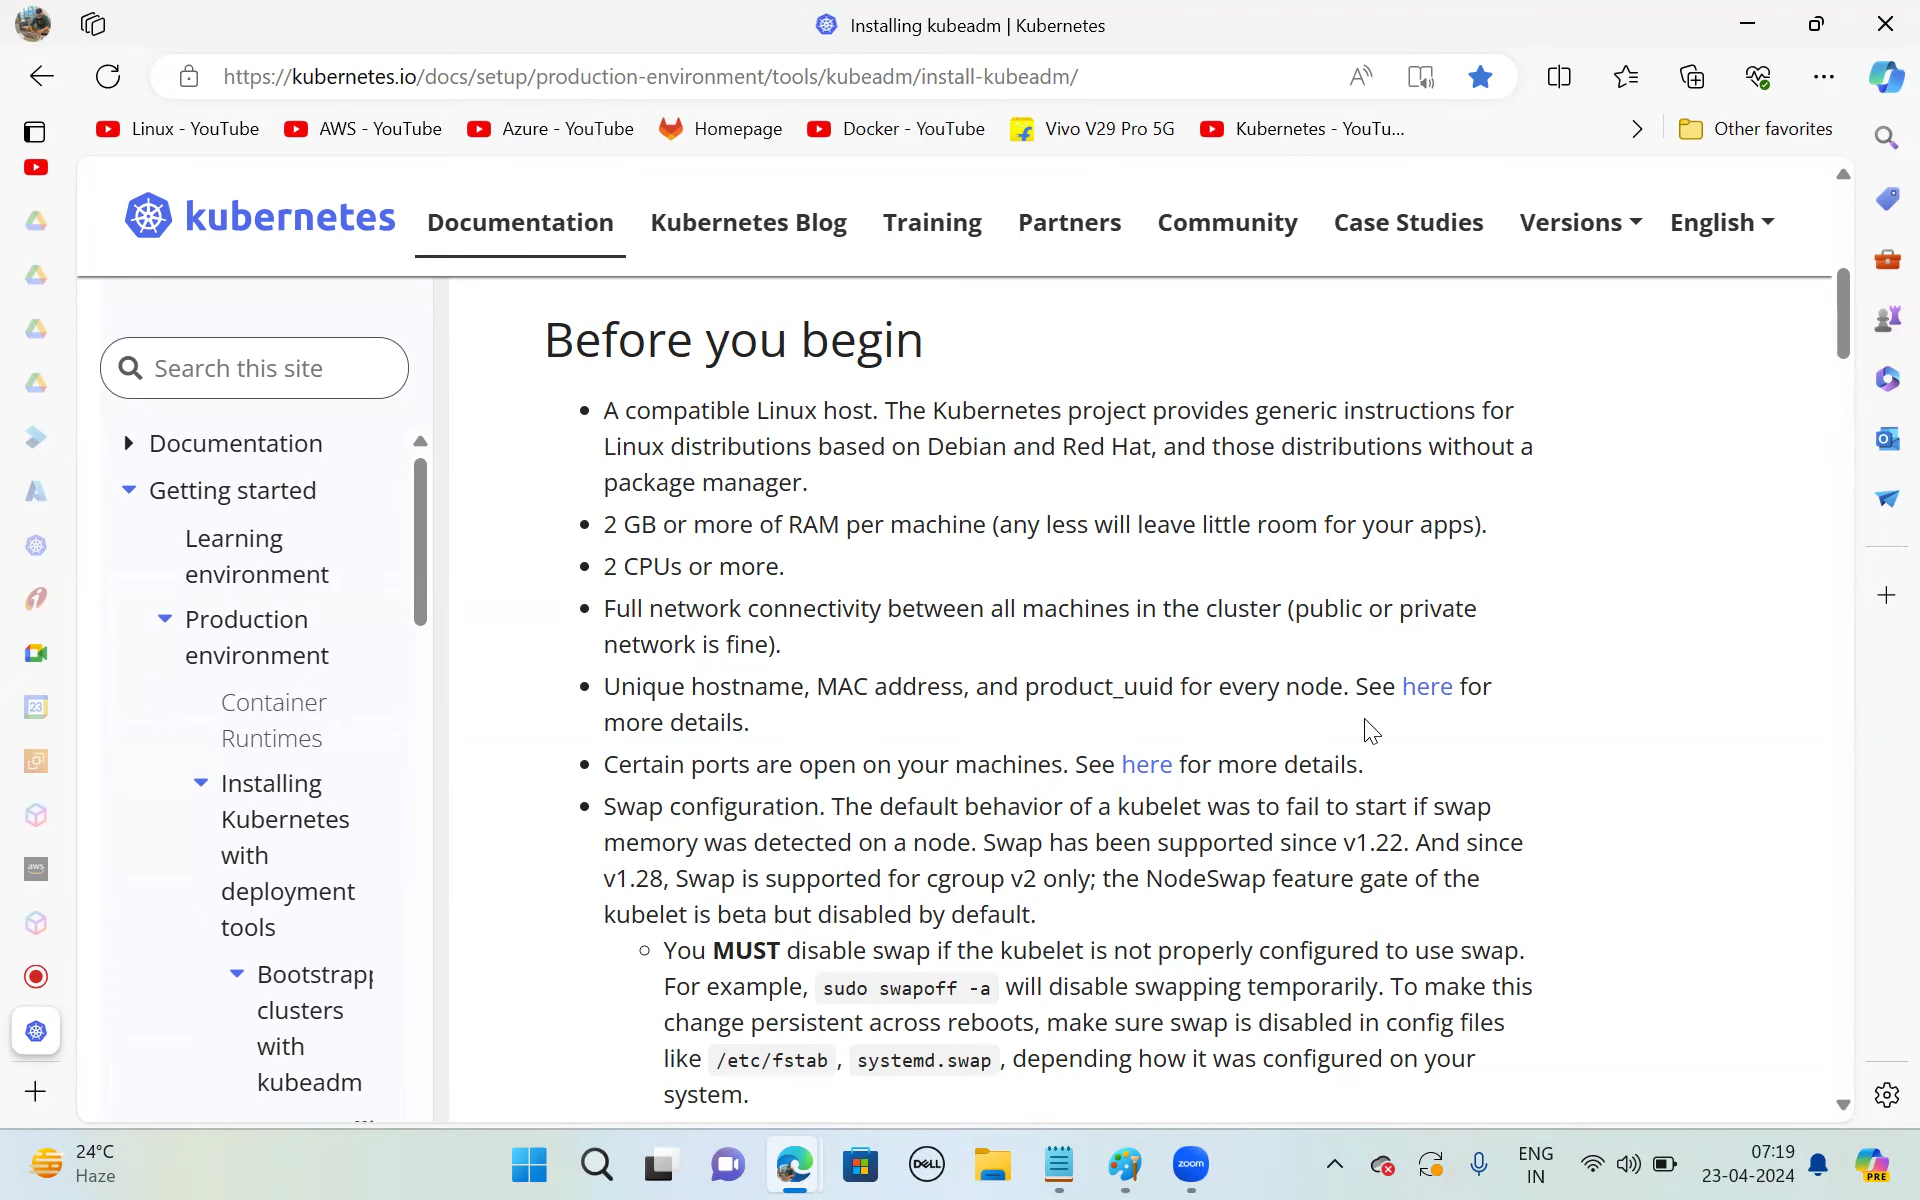 Installing kubeadm | Kubernetes
https://kubernetes.io/docs/setup/production-environment/tools/kubeadm/install-kubeadm/
Linux - YouTube
AWS - YouTube
Azure - YouTube
Homepage
Docker - YouTube
Vivo V29 Pro 5G
Kubernetes - YouTu...
Other favorites
kubernetes
Documentation
Kubernetes Blog
Training
Partners
Community
Case Studies
Versions
English
Search this site
Documentation
Getting started
Learning
environment
Production
environment
Container
Runtimes
Installing
Kubernetes
with
deployment
tools
Bootstrapp
clusters
with
kubeadm
Before you begin
A compatible Linux host. The Kubernetes project provides generic instructions for
Linux distributions based on Debian and Red Hat, and those distributions without a
package manager.
2 GB or more of RAM per machine (any less will leave little room for your apps).
2 CPUs or more.
Full network connectivity between all machines in the cluster (public or private
network is fine).
Unique hostname, MAC address, and product_uuid for every node. See here for
more details.
Certain ports are open on your machines. See here for more details.
Swap configuration. The default behavior of a kubelet was to fail to start if swap
memory was detected on a node. Swap has been supported since v1.22. And since
v1.28, Swap is supported for cgroup v2 only; the NodeSwap feature gate of the
kubelet is beta but disabled by default.
You MUST disable swap if the kubelet is not properly configured to use swap.
For example, sudo swapoff -a will disable swapping temporarily. To make this
change persistent across reboots, make sure swap is disabled in config files
like /etc/fstab, systemd.swap, depending how it was configured on your
system.
23
aws
24°C
Haze
DELL
zoom
ENG
IN
07:19
23-04-2024
PRE